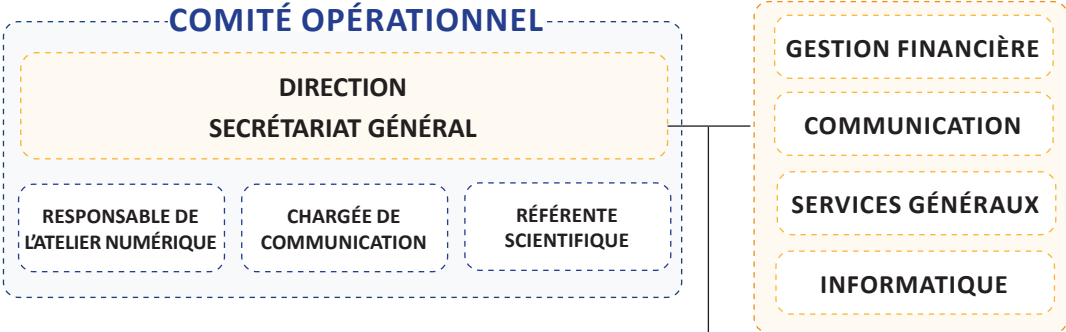 COMITÉ OPÉRATIONNEL
DIRECTION
SECRÉTARIAT GÉNÉRAL
RESPONSABLE DE
L'ATELIER NUMÉRIQUE
CHARGÉE DE
COMMUNICATION
RÉFÉRENTE
SCIENTIFIQUE
GESTION FINANCIÈRE
COMMUNICATION
SERVICES GÉNÉRAUX
INFORMATIQUE